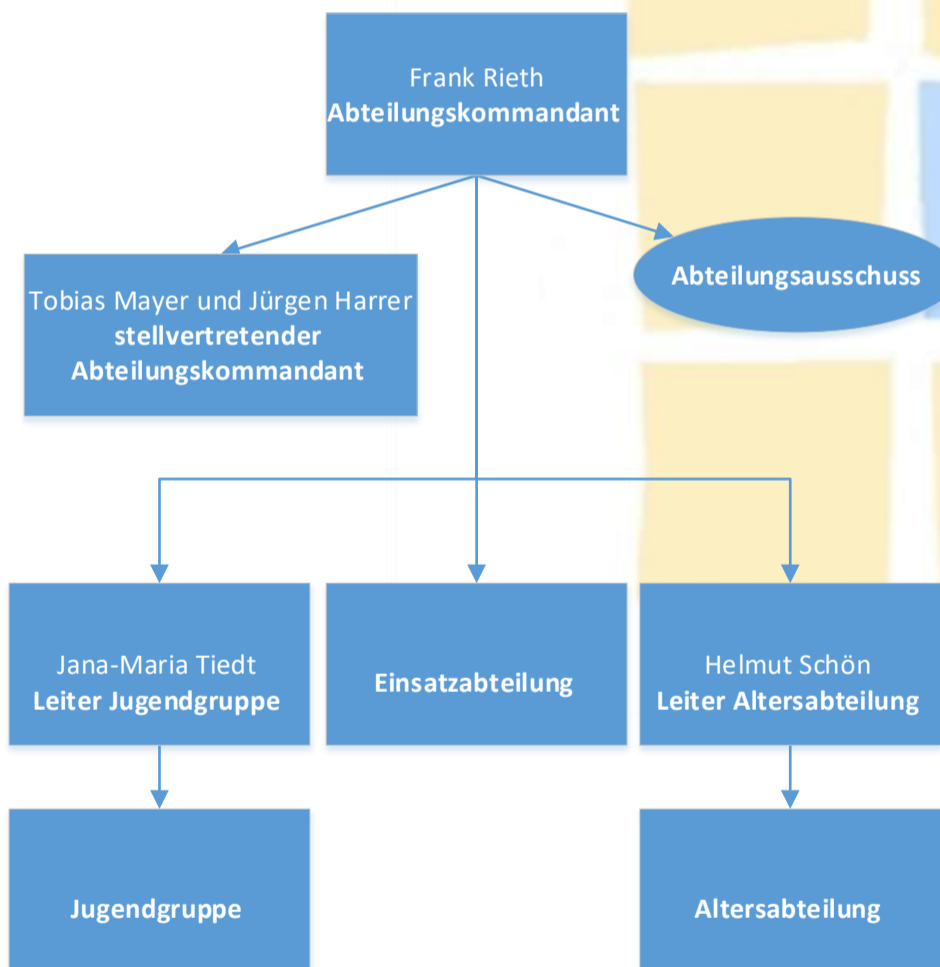 Frank Rieth
Abteilungskommandant
Tobias Mayer und Jürgen Harrer
stellvertretender
Abteilungskommandant
Abteilungsausschuss
Jana-Maria Tiedt
Leiter Jugendgruppe
Einsatzabteilung
Helmut Schön
Leiter Altersabteilung
Jugendgruppe
Altersabteilung